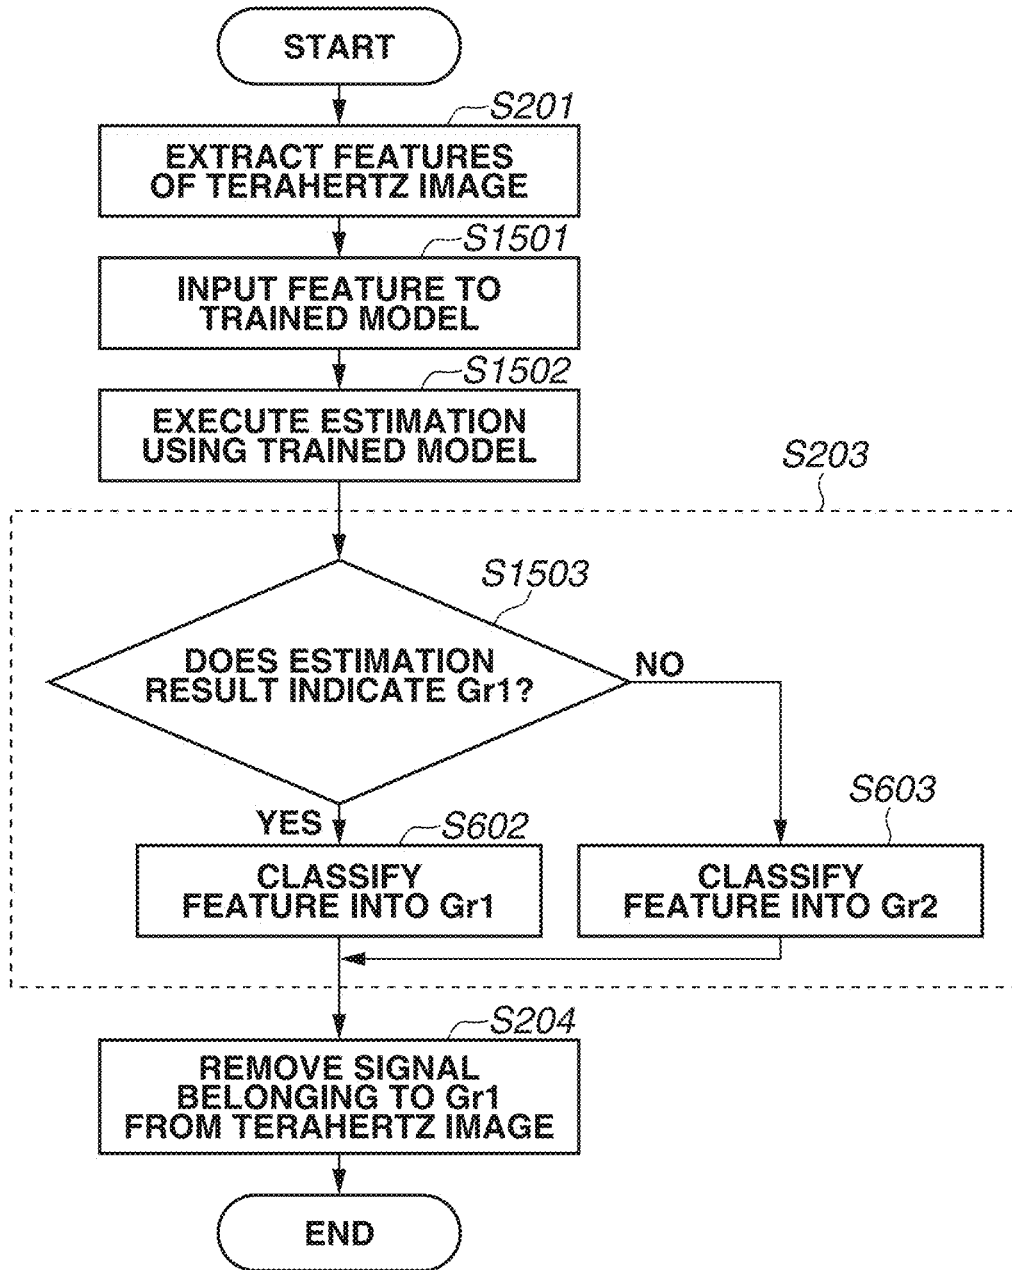 START
S201
EXTRACT FEATURES
OF TERAHERTZ IMAGE
S1501
INPUT FEATURE TO
TRAINED MODEL
S1502
EXECUTE ESTIMATION
USING TRAINED MODEL
S203
S1503
DOES ESTIMATION
RESULT INDICATE Gr1?
NO
YES
S602
CLASSIFY
FEATURE INTO Gr1
S603
CLASSIFY
FEATURE INTO Gr2
S204
REMOVE SIGNAL
BELONGING TO Gr1
FROM TERAHERTZ IMAGE
END